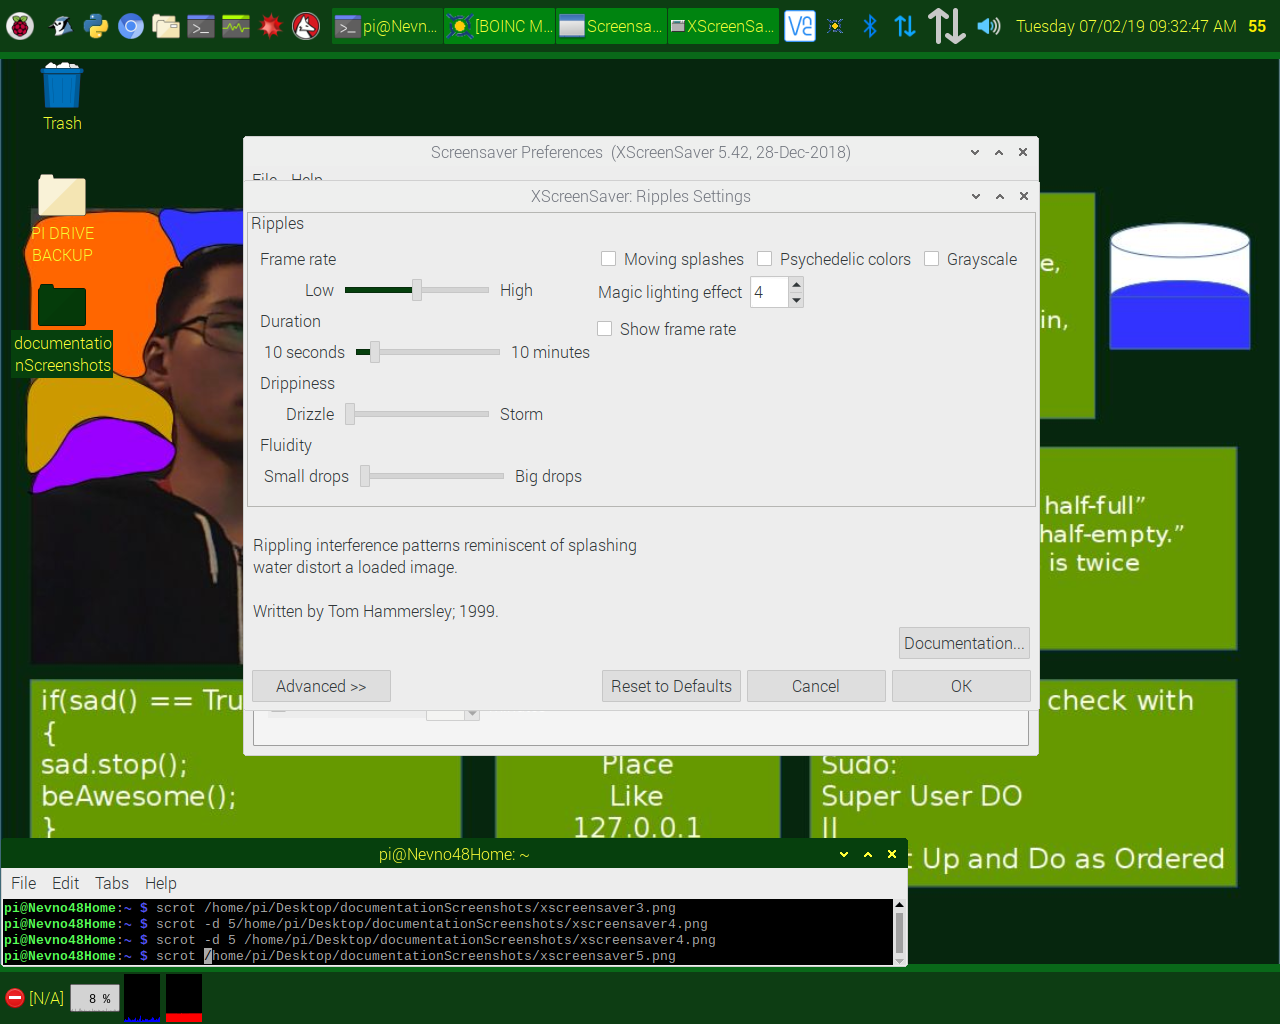 pi@Nevn...
[BOINC M...
Screensa...
XScreenSa...
Tuesday 07/02/19 09:32:47 AM
55
Trash
PI DRIVE
BACKUP
documentatio
nScreenshots
Screensaver Preferences (XScreenSaver 5.42, 28-Dec-2018)
File Help
XScreenSaver: Ripples Settings
Ripples
Frame rate
Low High
Duration
10 seconds 10 minutes
Drippiness
Drizzle Storm
Fluidity
Small drops Big drops
Moving splashes Psychedelic colors Grayscale
Magic lighting effect 4
Show frame rate
Rippling interference patterns reminiscent of splashing
water distort a loaded image.
Written by Tom Hammersley; 1999.
Documentation...
Advanced >> Reset to Defaults Cancel OK
e,
in,
half-full”
half-empty.”
is twice
if(sad() == Tru
{
sad.stop();
beAwesome();
}
Place
Like
127.0.0.1
check with
Sudo:
Super User DO
||
t Up and Do as Ordered
pi@Nevno48Home: ~
File Edit Tabs Help
pi@Nevno48Home:~ $ scrot /home/pi/Desktop/documentationScreenshots/xscreensaver3.png
pi@Nevno48Home:~ $ scrot -d 5/home/pi/Desktop/documentationScreenshots/xscreensaver4.png
pi@Nevno48Home:~ $ scrot -d 5 /home/pi/Desktop/documentationScreenshots/xscreensaver4.png
pi@Nevno48Home:~ $ scrot /home/pi/Desktop/documentationScreenshots/xscreensaver5.png
[N/A] 8 %